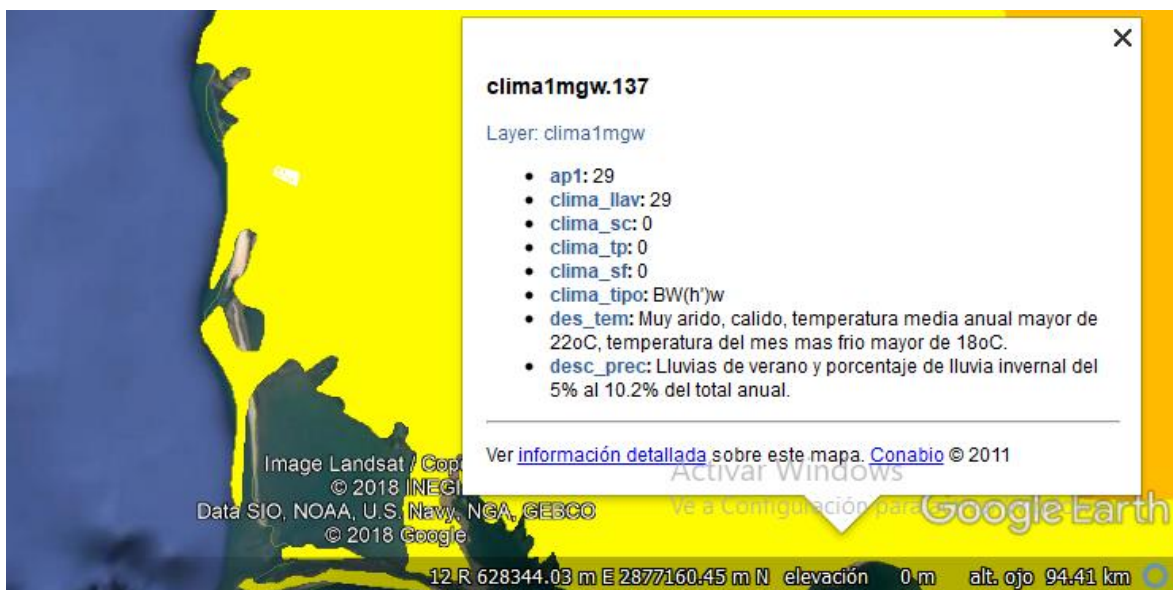 clima1mgw.137
Layer: clima1mgw
ap1: 29
clima_llav: 29
clima_sc: 0
clima_tp: 0
clima_sf: 0
clima_tipo: BW(h')w
des_tem: Muy arido, calido, temperatura media anual mayor de
22oC, temperatura del mes mas frio mayor de 18oC.
desc_prec: Lluvias de verano y porcentaje de lluvia invernal del
5% al 10.2% del total anual.
Ver información detallada sobre este mapa. Conabio © 2011
Activar Windows
Ve a Configuración para
Google Earth
Image Landsat /
© 2018 INEGI
Data SIO, NOAA, U.S. Navy, NGA, GEBCO
© 2018 Google
12 R 628344.03 m E 2877160.45 m N elevación 0 m alt. ojo 94.41 km